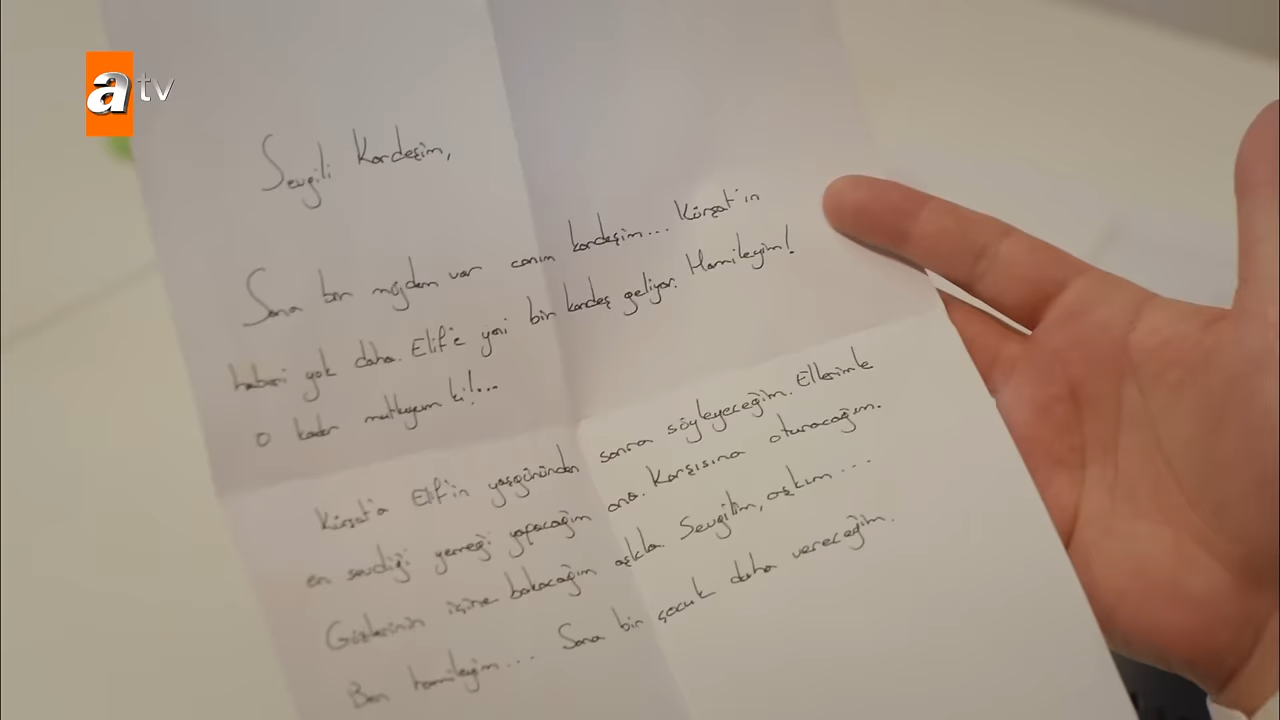 atv
Sevgili Kardeşim,
Sana bir müjdem var canım kardeşim... Kürşat'ın
haberi yok daha. Elif'e yeni bir kardeş geliyor. Hamileyim!
O kadar mutluyum ki!...
Kürşat'a Elif'in yaşgününden sonra söyleyeceğim. Ellerimle
en sevdiği yemeği yapacağım ona. Karşısına oturacağım.
Gözlerinin içine bakacağım aşkla. Sevgilim, aşkım...
Ben hamileyim... Sana bir çocuk daha vereceğim.